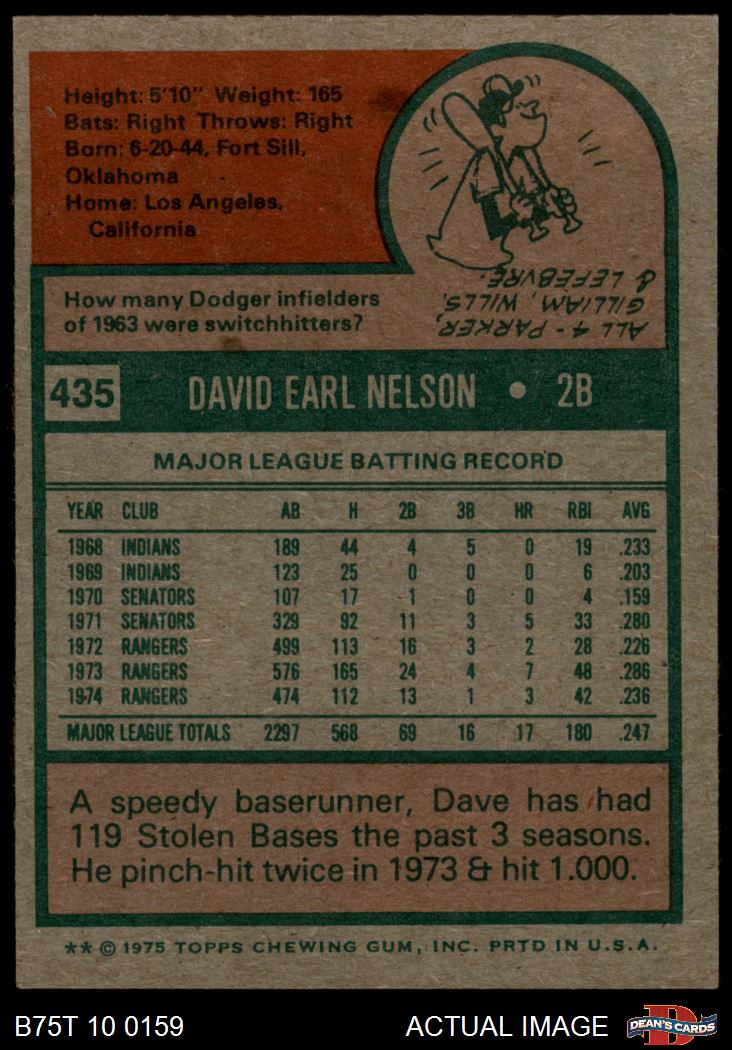 Height: 5'10" Weight: 165
Bats: Right Throws: Right
Born: 6-20-44, Fort Sill,
Oklahoma
Home: Los Angeles,
California
How many Dodger infielders
of 1963 were switchhitters?
ALL 4 - PARKER,
GILLIAM, WILLS,
& LEFEBVRE.
435 DAVID EARL NELSON • 2B
MAJOR LEAGUE BATTING RECORD
YEAR CLUB AB H 2B 3B HR RBI AVG
1968 INDIANS 189 44 4 5 0 19 .233
1969 INDIANS 123 25 0 0 0 6 .203
1970 SENATORS 107 17 1 0 0 4 .159
1971 SENATORS 329 92 11 3 5 33 .280
1972 RANGERS 499 113 16 3 2 28 .226
1973 RANGERS 576 165 24 4 7 48 .286
1974 RANGERS 474 112 13 1 3 42 .236
MAJOR LEAGUE TOTALS 2297 568 69 16 17 180 .247
A speedy baserunner, Dave has had
119 Stolen Bases the past 3 seasons.
He pinch-hit twice in 1973 & hit 1.000.
** © 1975 TOPPS CHEWING GUM, INC. PRTD IN U.S.A.
B75T 10 0159 ACTUAL IMAGE DEAN'S CARDS